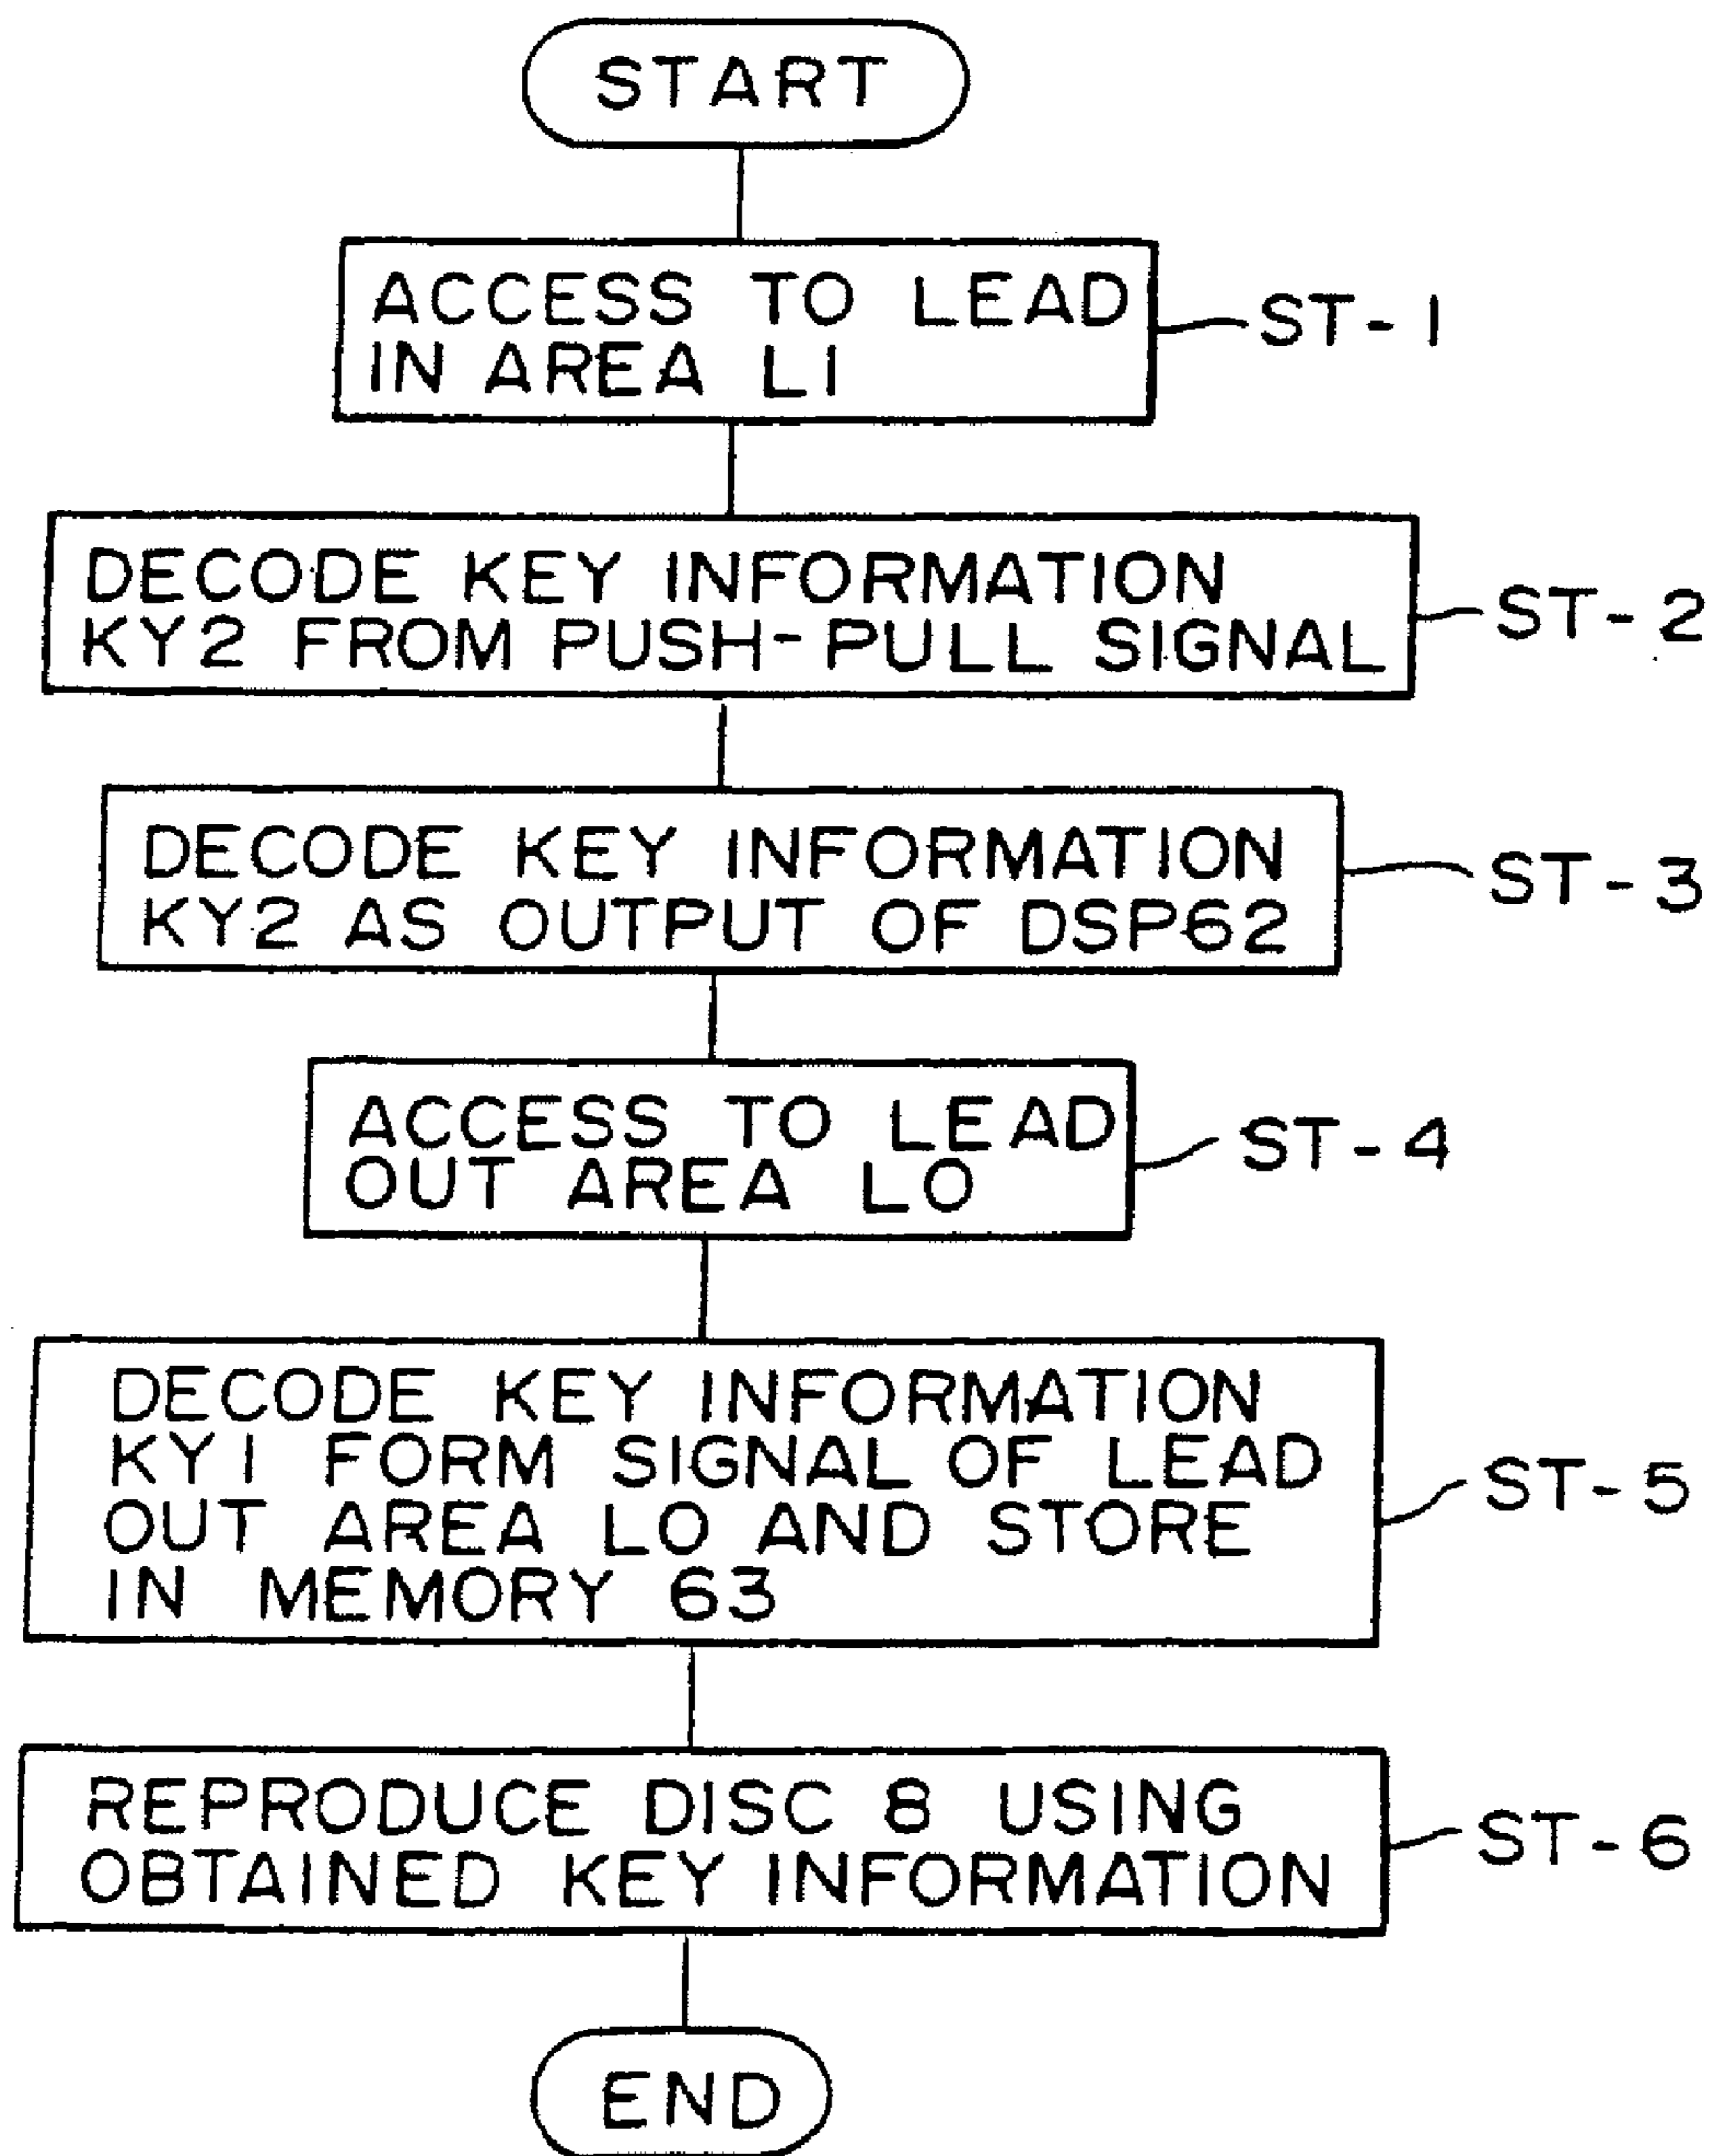 START
ACCESS TO LEAD
IN AREA LI
ST-1
DECODE KEY INFORMATION
KY2 FROM PUSH-PULL SIGNAL
ST-2
DECODE KEY INFORMATION
KY2 AS OUTPUT OF DSP62
ST-3
ACCESS TO LEAD
OUT AREA LO
ST-4
DECODE KEY INFORMATION
KY1 FORM SIGNAL OF LEAD
OUT AREA LO AND STORE
IN MEMORY 63
ST-5
REPRODUCE DISC 8 USING
OBTAINED KEY INFORMATION
ST-6
END